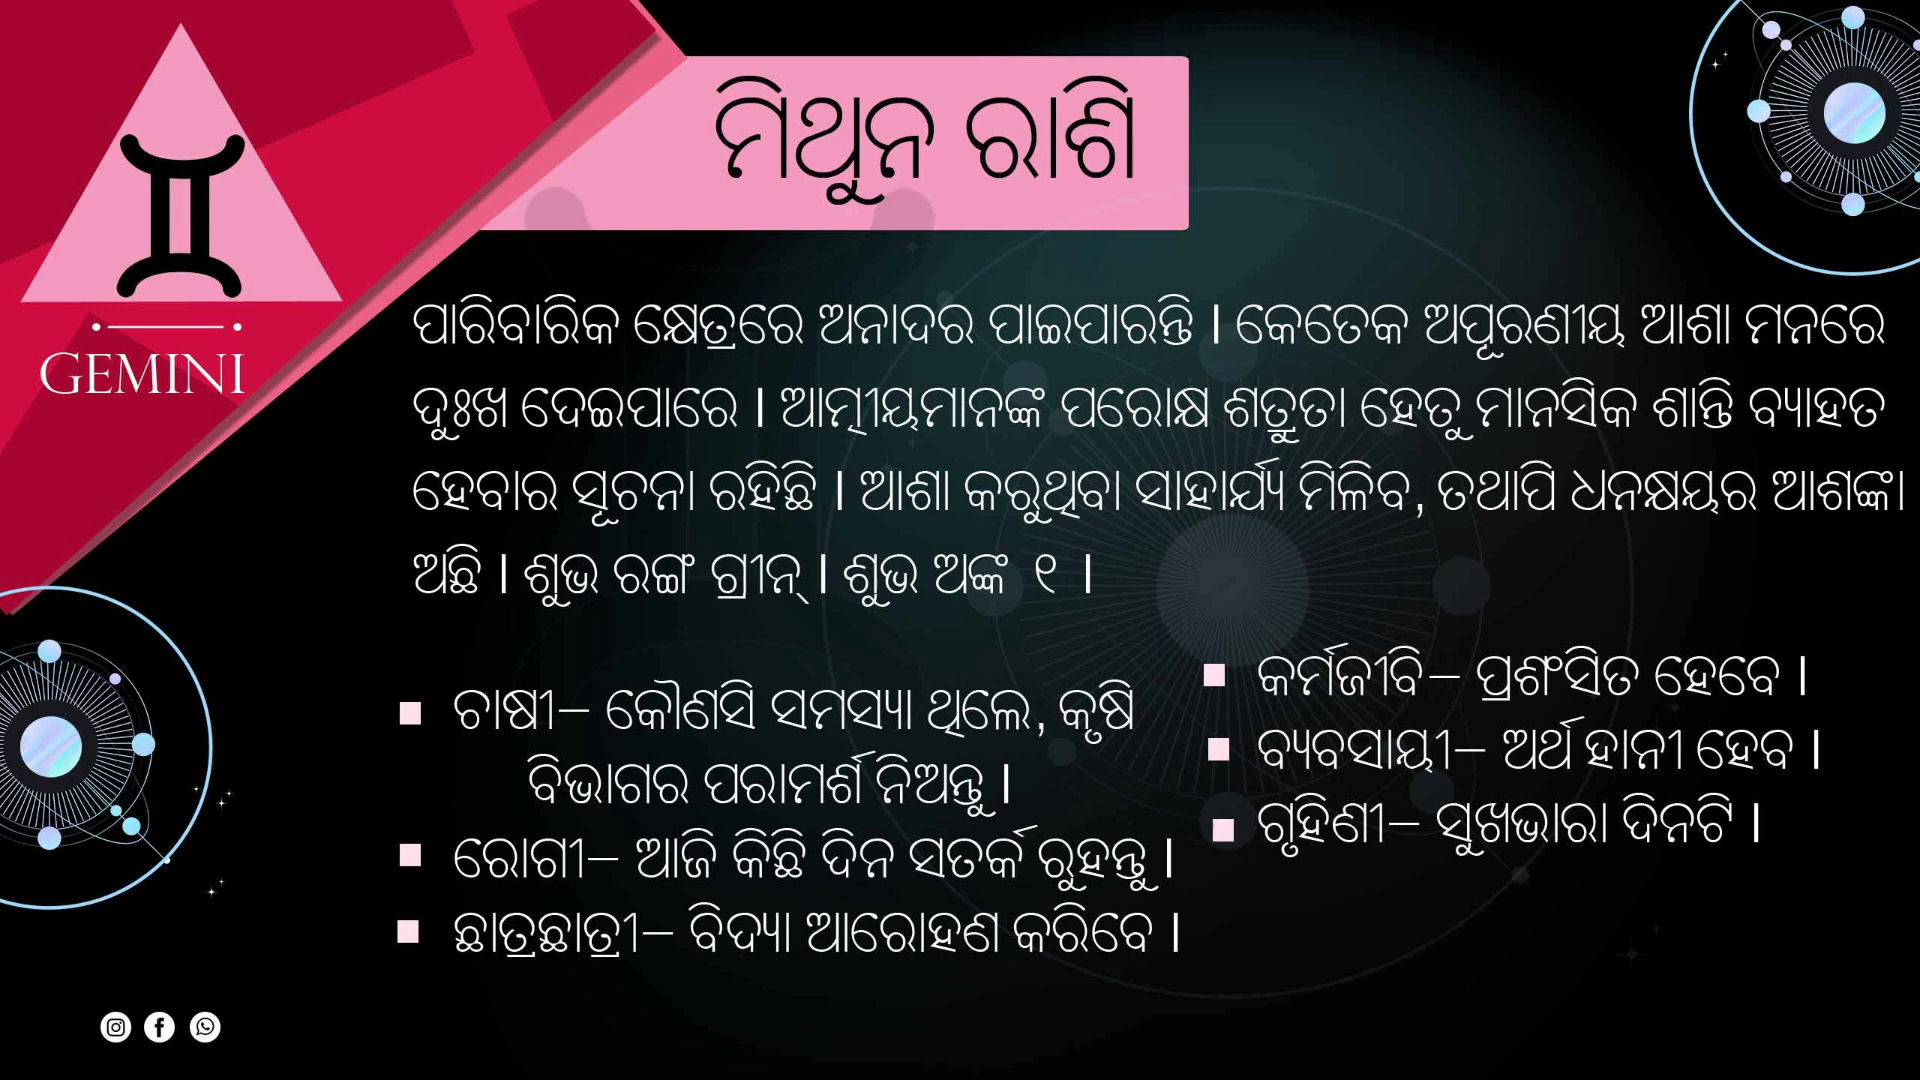 ମିଥୁନ ରାଶି
GEMINI
ପାରିବାରିକ କ୍ଷେତ୍ରରେ ଅନାଦର ପାଇପାରନ୍ତି । କେତେକ ଅପୂରଣୀୟ ଆଶା ମନରେ
ଦୁଃଖ ଦେଇପାରେ । ଆତ୍ମୀୟମାନଙ୍କ ପରୋକ୍ଷ ଶତ୍ରୁତା ହେତୁ ମାନସିକ ଶାନ୍ତି ବ୍ୟାହତ
ହେବାର ସୂଚନା ରହିଛି । ଆଶା କରୁଥିବା ସାହାର୍ଯ୍ୟ ମିଳିବ, ତଥାପି ଧନକ୍ଷୟର ଆଶଙ୍କା
ଅଛି । ଶୁଭ ରଙ୍ଗ ଗ୍ରୀନ୍ । ଶୁଭ ଅଙ୍କ ୧ ।
ଚାଷୀ– କୌଣସି ସମସ୍ୟା ଥିଲେ, କୃଷି
ବିଭାଗର ପରାମର୍ଶ ନିଅନ୍ତୁ ।
ରୋଗୀ– ଆଜି କିଛି ଦିନ ସତର୍କ ରୁହନ୍ତୁ ।
ଛାତ୍ରଛାତ୍ରୀ– ବିଦ୍ୟା ଆରୋହଣ କରିବେ ।
କର୍ମଜୀବି– ପ୍ରଶଂସିତ ହେବେ ।
ବ୍ୟବସାୟୀ– ଅର୍ଥ ହାନୀ ହେବ ।
ଗୃହିଣୀ– ସୁଖଭାରା ଦିନଟି ।